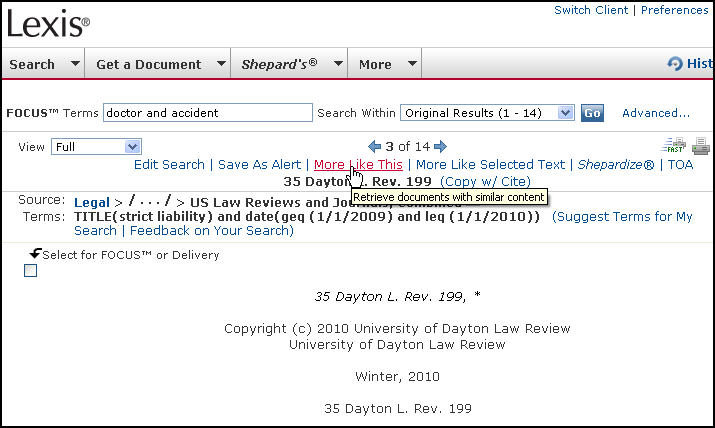 Switch Client | Preferences
Lexis®
Search Get a Document Shepard's® More Hist
FOCUS™ Terms doctor and accident Search Within Original Results (1 - 14) Go Advanced...
View Full 3 of 14 FAST
Edit Search | Save As Alert | More Like This | More Like Selected Text | Shepardize® | TOA
35 Dayton L. Rev. 199 (Copy w/ Cite)
Retrieve documents with similar content
Source: Legal > / . . . / > US Law Reviews and Journals, Combined
Terms: TITLE(strict liability) and date(geq (1/1/2009) and leq (1/1/2010)) (Suggest Terms for My
Search | Feedback on Your Search)
Select for FOCUS™ or Delivery
35 Dayton L. Rev. 199, *
Copyright (c) 2010 University of Dayton Law Review
University of Dayton Law Review
Winter, 2010
35 Dayton L. Rev. 199